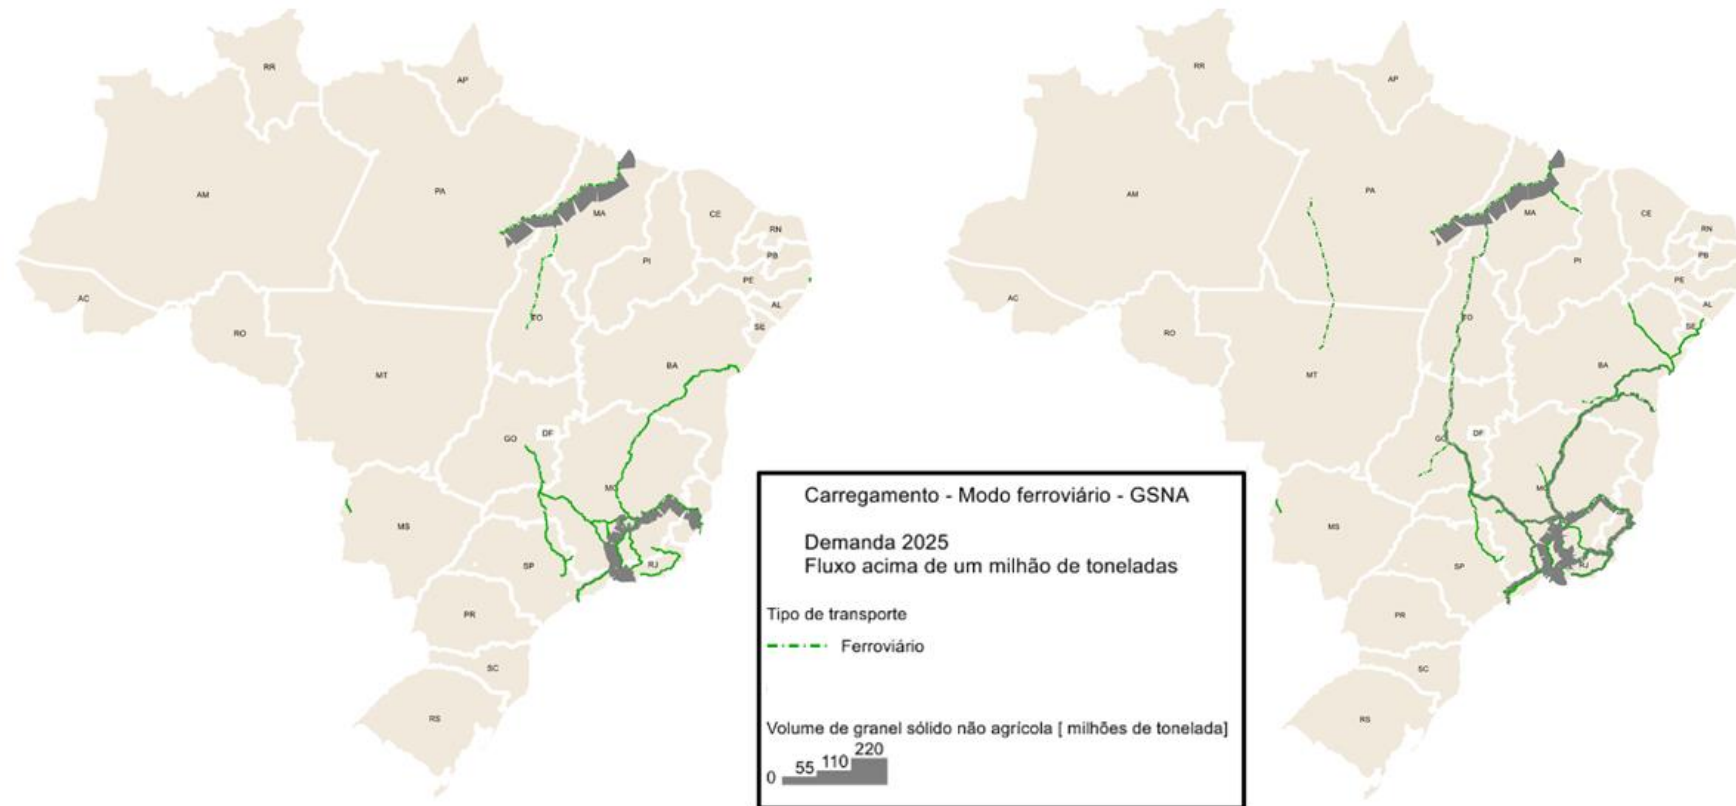 RR
AP
AM
PA
MA
CE
RN
PB
PI
PE
AC
AL
TO
SE
RO
BA
MT
GO
DF
MG
MS
SP
RJ
PR
SC
RS
RR
AP
AM
PA
MA
CE
RN
PB
PI
PE
AC
AL
TO
SE
RO
BA
MT
GO
DF
MG
MS
SP
RJ
PR
SC
RS
Carregamento - Modo ferroviário - GSNA
Demanda 2025
Fluxo acima de um milhão de toneladas
Tipo de transporte
Ferroviário
Volume de granel sólido não agrícola [ milhões de tonelada]
0 55 110 220